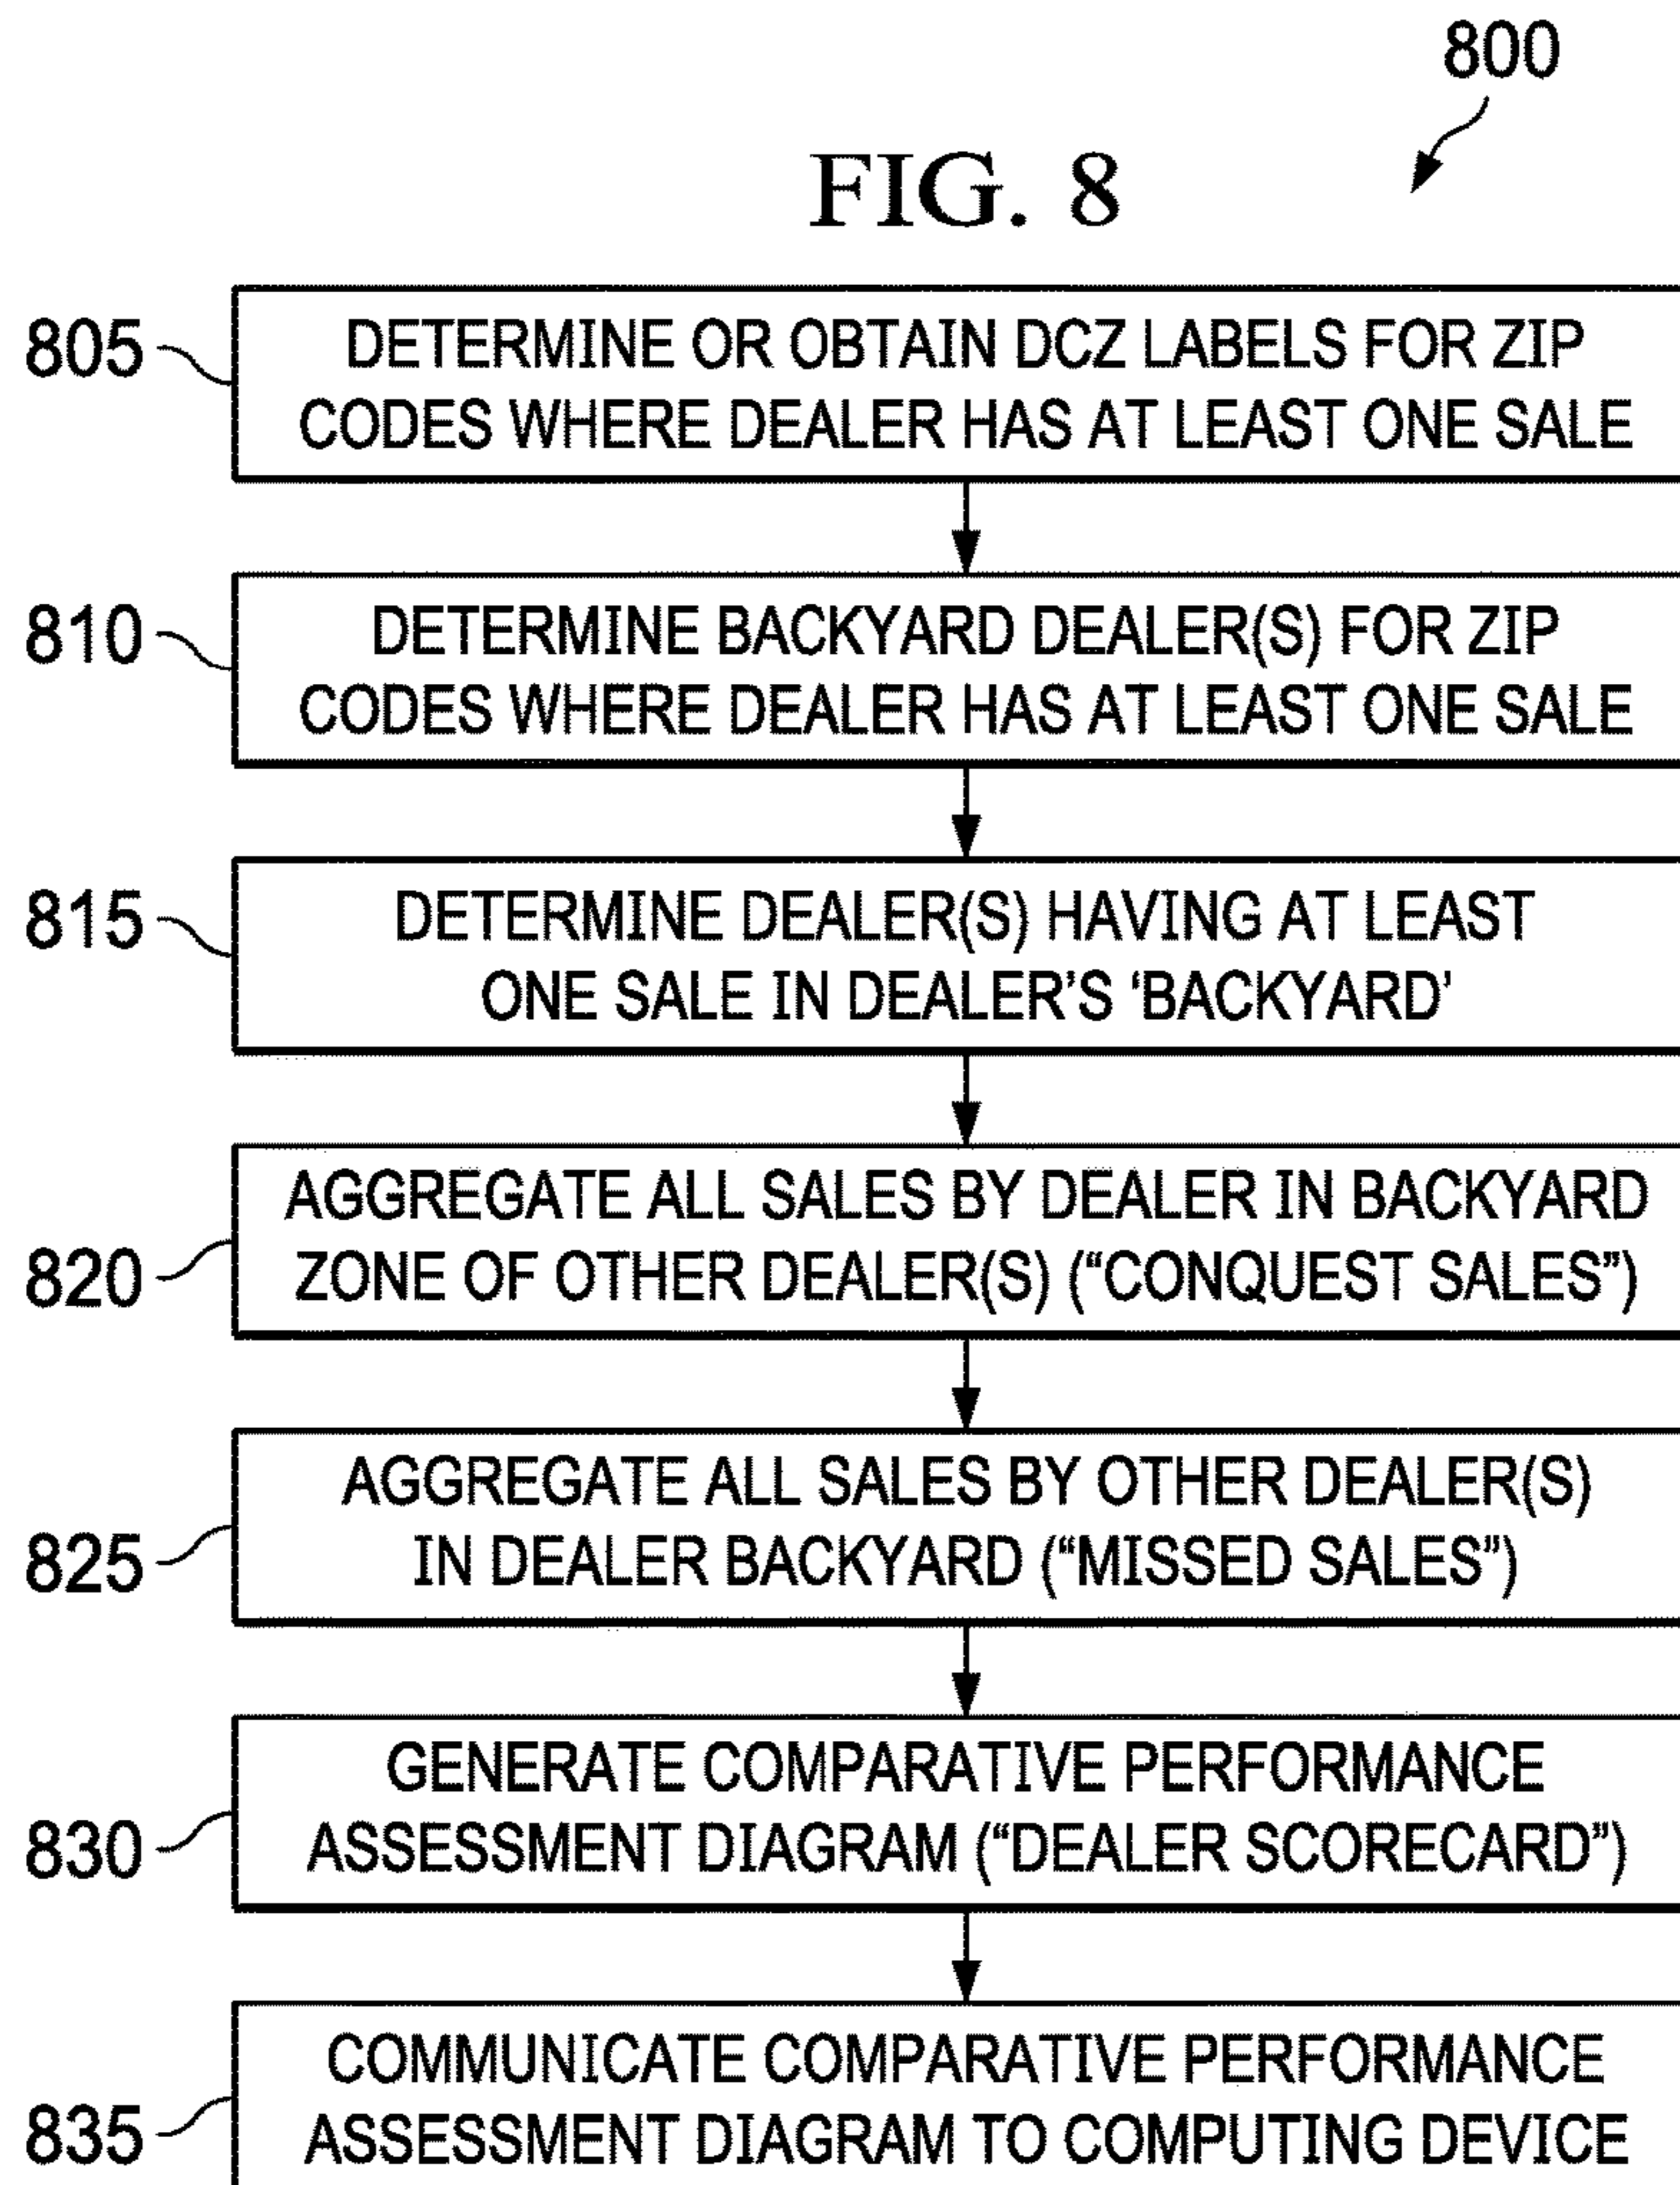 800
FIG. 8
805
DETERMINE OR OBTAIN DCZ LABELS FOR ZIP
CODES WHERE DEALER HAS AT LEAST ONE SALE
810
DETERMINE BACKYARD DEALER(S) FOR ZIP
CODES WHERE DEALER HAS AT LEAST ONE SALE
815
DETERMINE DEALER(S) HAVING AT LEAST
ONE SALE IN DEALER'S 'BACKYARD'
820
AGGREGATE ALL SALES BY DEALER IN BACKYARD
ZONE OF OTHER DEALER(S) ("CONQUEST SALES")
825
AGGREGATE ALL SALES BY OTHER DEALER(S)
IN DEALER BACKYARD ("MISSED SALES")
830
GENERATE COMPARATIVE PERFORMANCE
ASSESSMENT DIAGRAM ("DEALER SCORECARD")
835
COMMUNICATE COMPARATIVE PERFORMANCE
ASSESSMENT DIAGRAM TO COMPUTING DEVICE